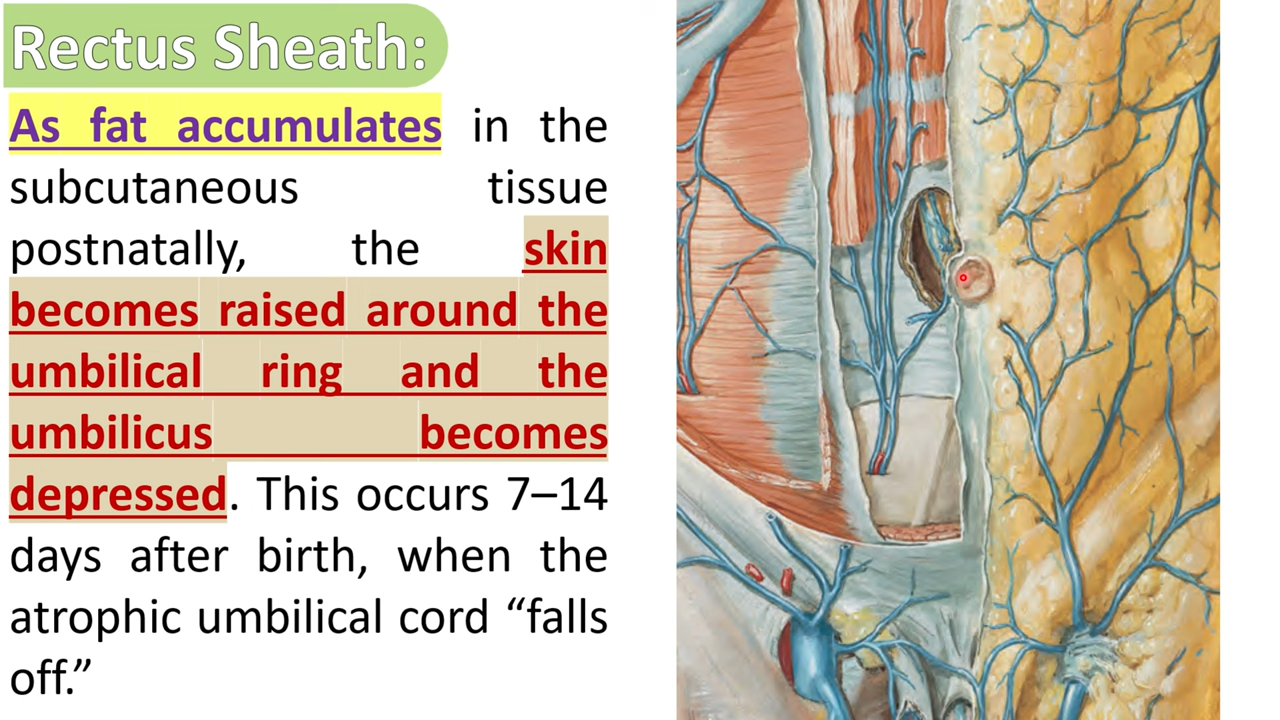 Rectus Sheath:
As fat accumulates in the
subcutaneous tissue
postnatally, the skin
becomes raised around the
umbilical ring and the
umbilicus becomes
depressed. This occurs 7–14
days after birth, when the
atrophic umbilical cord “falls
off.”